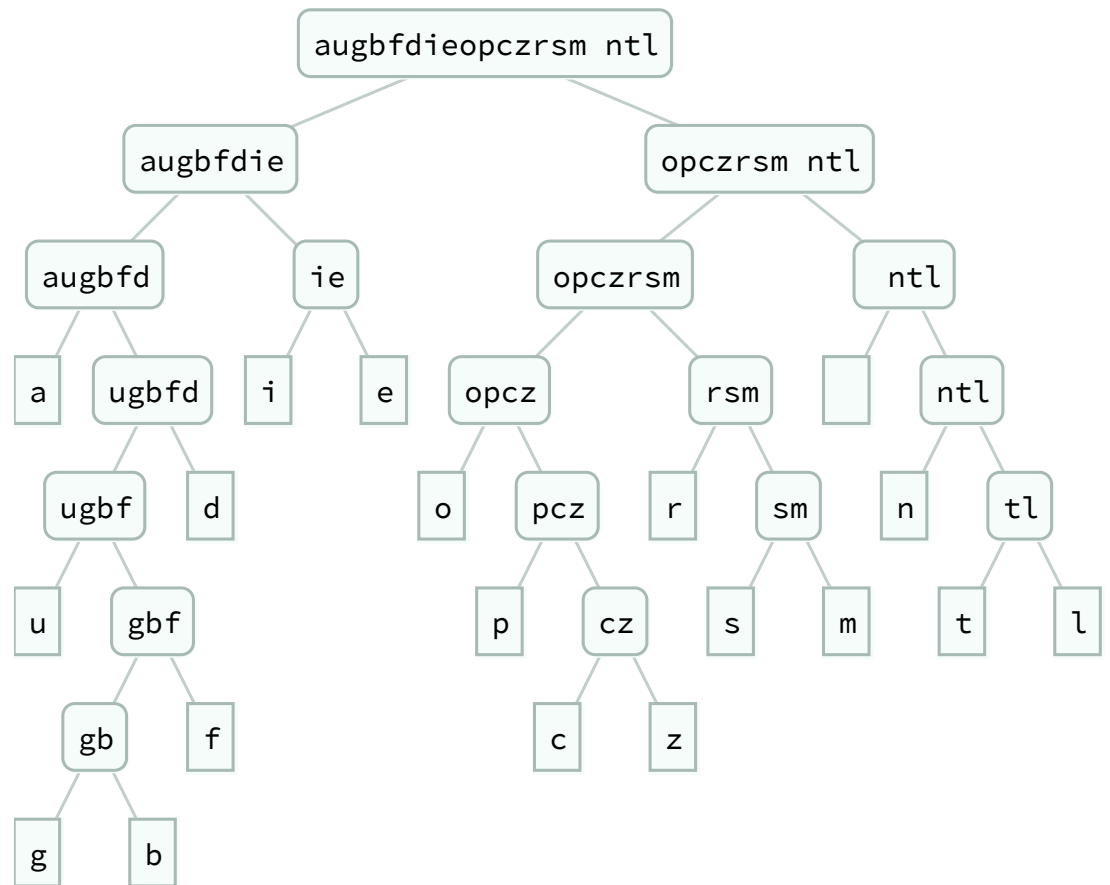 augbfdieopczrsm ntl
augbfdie
opczrsm ntl
augbfd
ie
opczrsm
ntl
a
ugbfd
i
e
opcz
rsm
ntl
ugbf
d
o
pcz
r
sm
n
tl
u
gbf
p
cz
s
m
t
l
gb
f
c
z
g
b